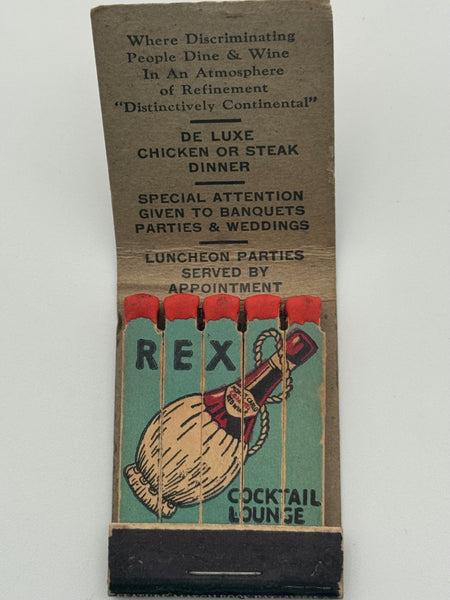 Where Discriminating
People Dine & Wine
In An Atmosphere
of Refinement
"Distinctively Continental"
DE LUXE
CHICKEN OR STEAK
DINNER
SPECIAL ATTENTION
GIVEN TO BANQUETS
PARTIES & WEDDINGS
LUNCHEON PARTIES
SERVED BY
APPOINTMENT
REX
COCKTAIL
LOUNGE